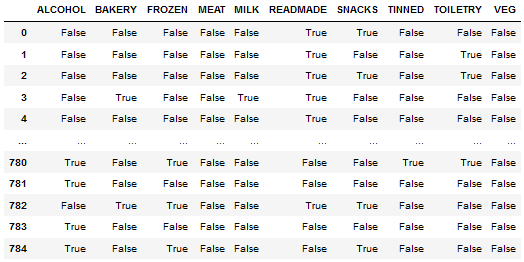 ALCOHOL BAKERY FROZEN MEAT MILK READMADE SNACKS TINNED TOILETRY VEG
0 False False False False False True True False False False
1 False False False False False True False False True False
2 False False False False False True True False True False
3 False True False False True True False False False False
4 False False False False False True False False False False
... ... ... ... ... ... ... ... ... ... ...
780 True False True False False False False True True False
781 True False False False False False False False False False
782 False True True False False False True False False False
783 True False False False False False False False False False
784 True False True False False False True False False False